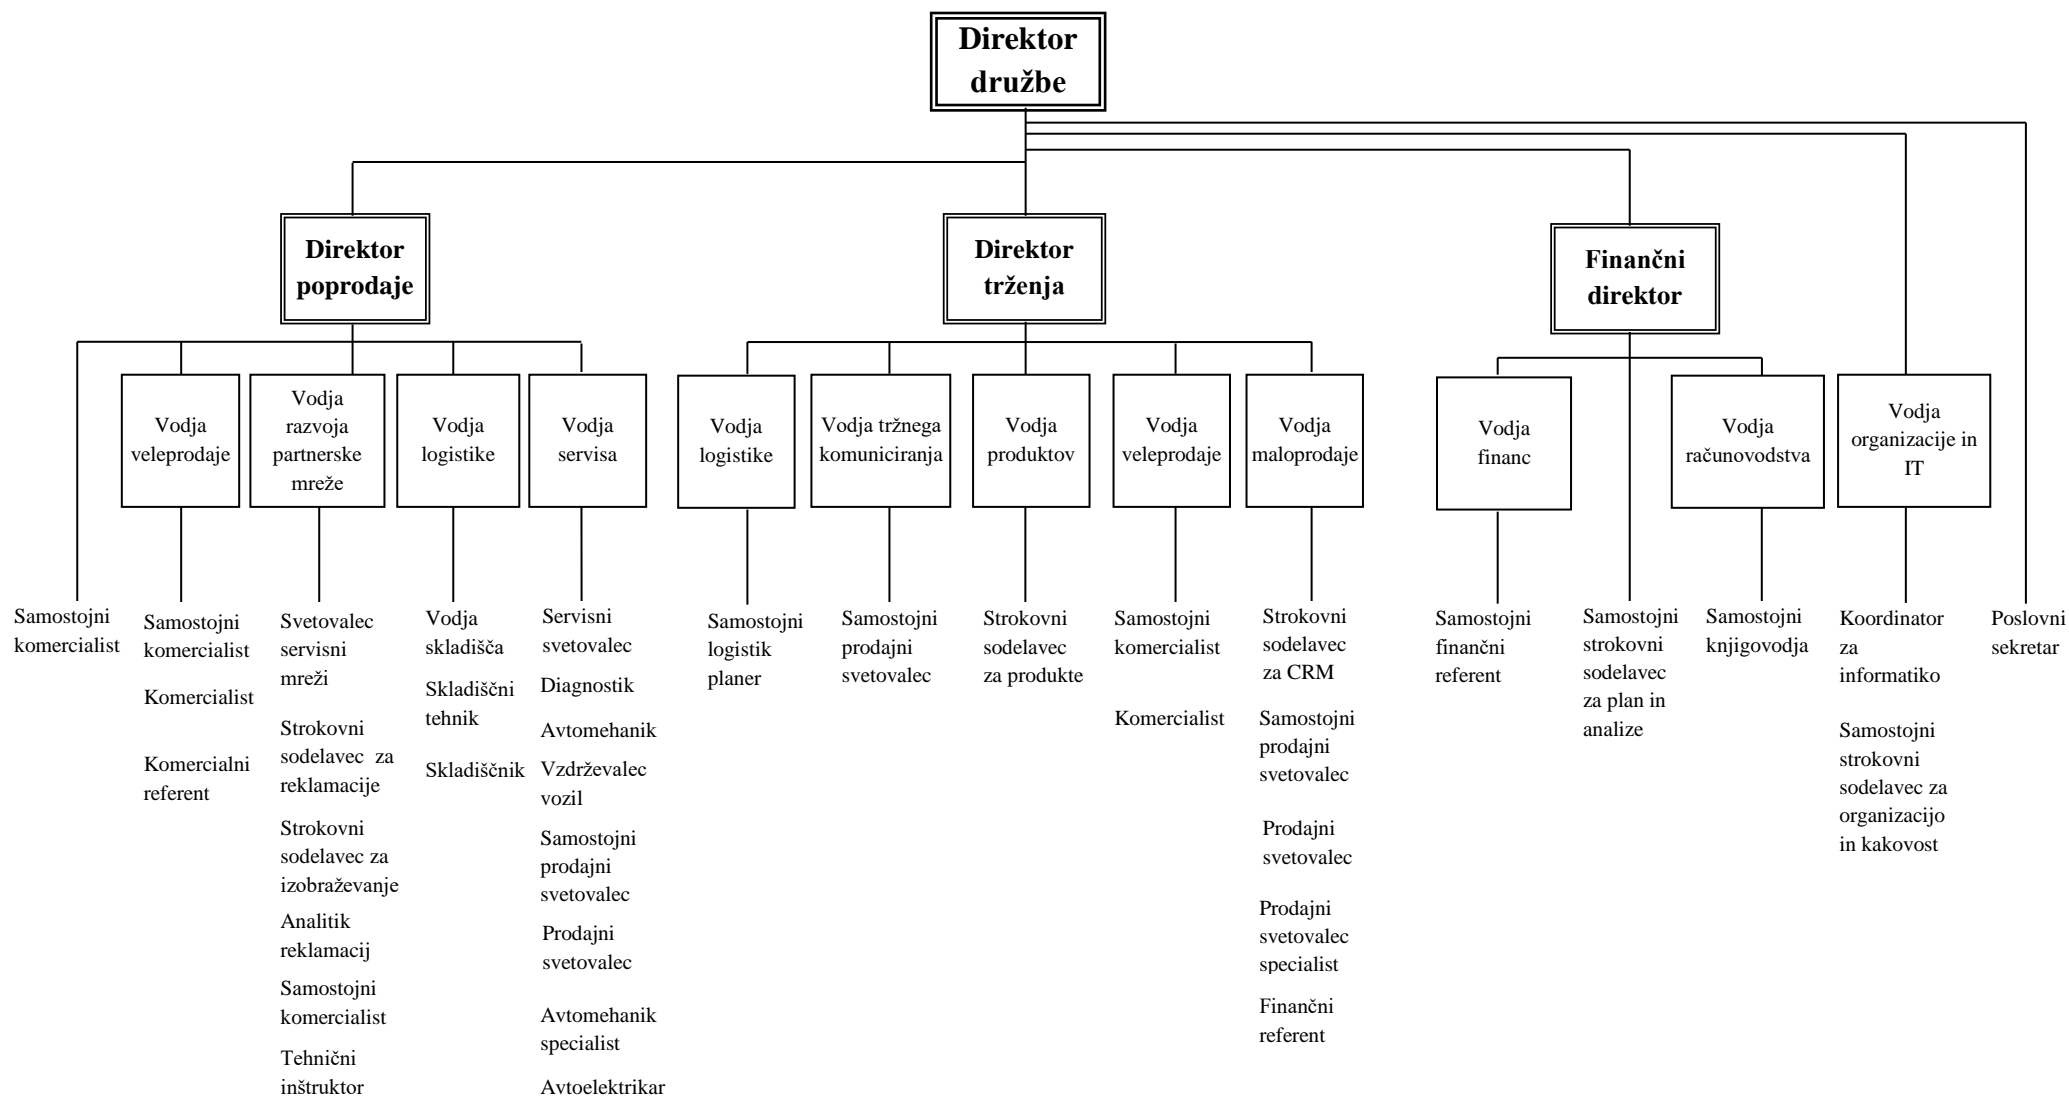 Direktor
družbe
Direktor
poprodaje
Direktor
trženja
Finančni
direktor
Vodja
veleprodaje
Vodja
razvoja
partnerske
mreže
Vodja
logistike
Vodja
servisa
Vodja
logistike
Vodja tržnega
komuniciranja
Vodja
produktov
Vodja
veleprodaje
Vodja
maloprodaje
Vodja
financ
Vodja
računovodstva
Vodja
organizacije in
IT
Samostojni
komercialist
Samostojni
komercialist
Komercialist
Komercialni
referent
Svetovalec
servisni
mreži
Strokovni
sodelavec za
reklamacije
Strokovni
sodelavec za
izobraževanje
Analitik
reklamacij
Samostojni
komercialist
Tehnični
inštruktor
Vodja
skladišča
Skladiščni
tehnik
Skladiščnik
Servisni
svetovalec
Diagnostik
Avtomehanik
Vzdrževalec
vozil
Samostojni
prodajni
svetovalec
Prodajni
svetovalec
Avtomehanik
specialist
Avtoelektrikar
Samostojni
logistik
planer
Samostojni
prodajni
svetovalec
Strokovni
sodelavec
za produkte
Samostojni
komercialist
Komercialist
Strokovni
sodelavec
za CRM
Samostojni
prodajni
svetovalec
Prodajni
svetovalec
Prodajni
svetovalec
specialist
Finančni
referent
Samostojni
finančni
referent
Samostojni
strokovni
sodelavec
za plan in
analize
Samostojni
knjigovodja
Koordinator
za
informatiko
Samostojni
strokovni
sodelavec za
organizacijo
in kakovost
Poslovni
sekretar